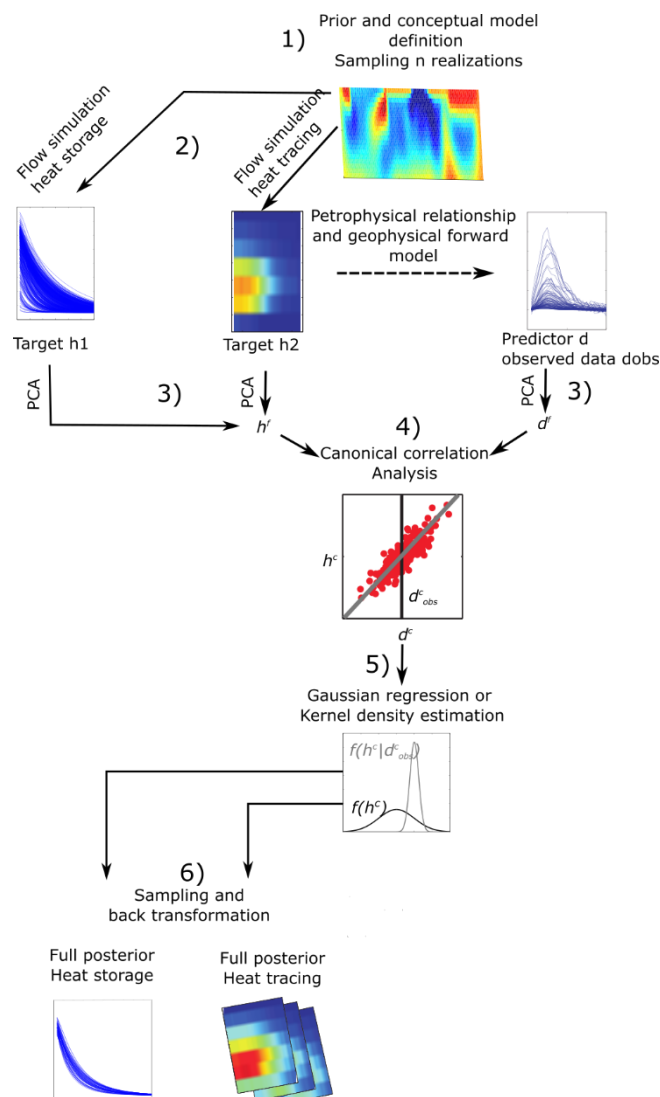 1)
Prior and conceptual model
definition
Sampling n realizations
Flow simulation
heat storage
2)
Flow simulation
heat tracing
Petrophysical relationship
and geophysical forward
model
Target h1
Target h2
Predictor d
observed data dobs
PCA
3)
PCA
PCA
3)
h^f
d^f
4)
Canonical correlation
Analysis
h^c
d^c_obs
d^c
5)
Gaussian regression or
Kernel density estimation
f(h^c|d^c_obs)
f(h^c)
6)
Sampling and
back transformation
Full posterior
Heat storage
Full posterior
Heat tracing